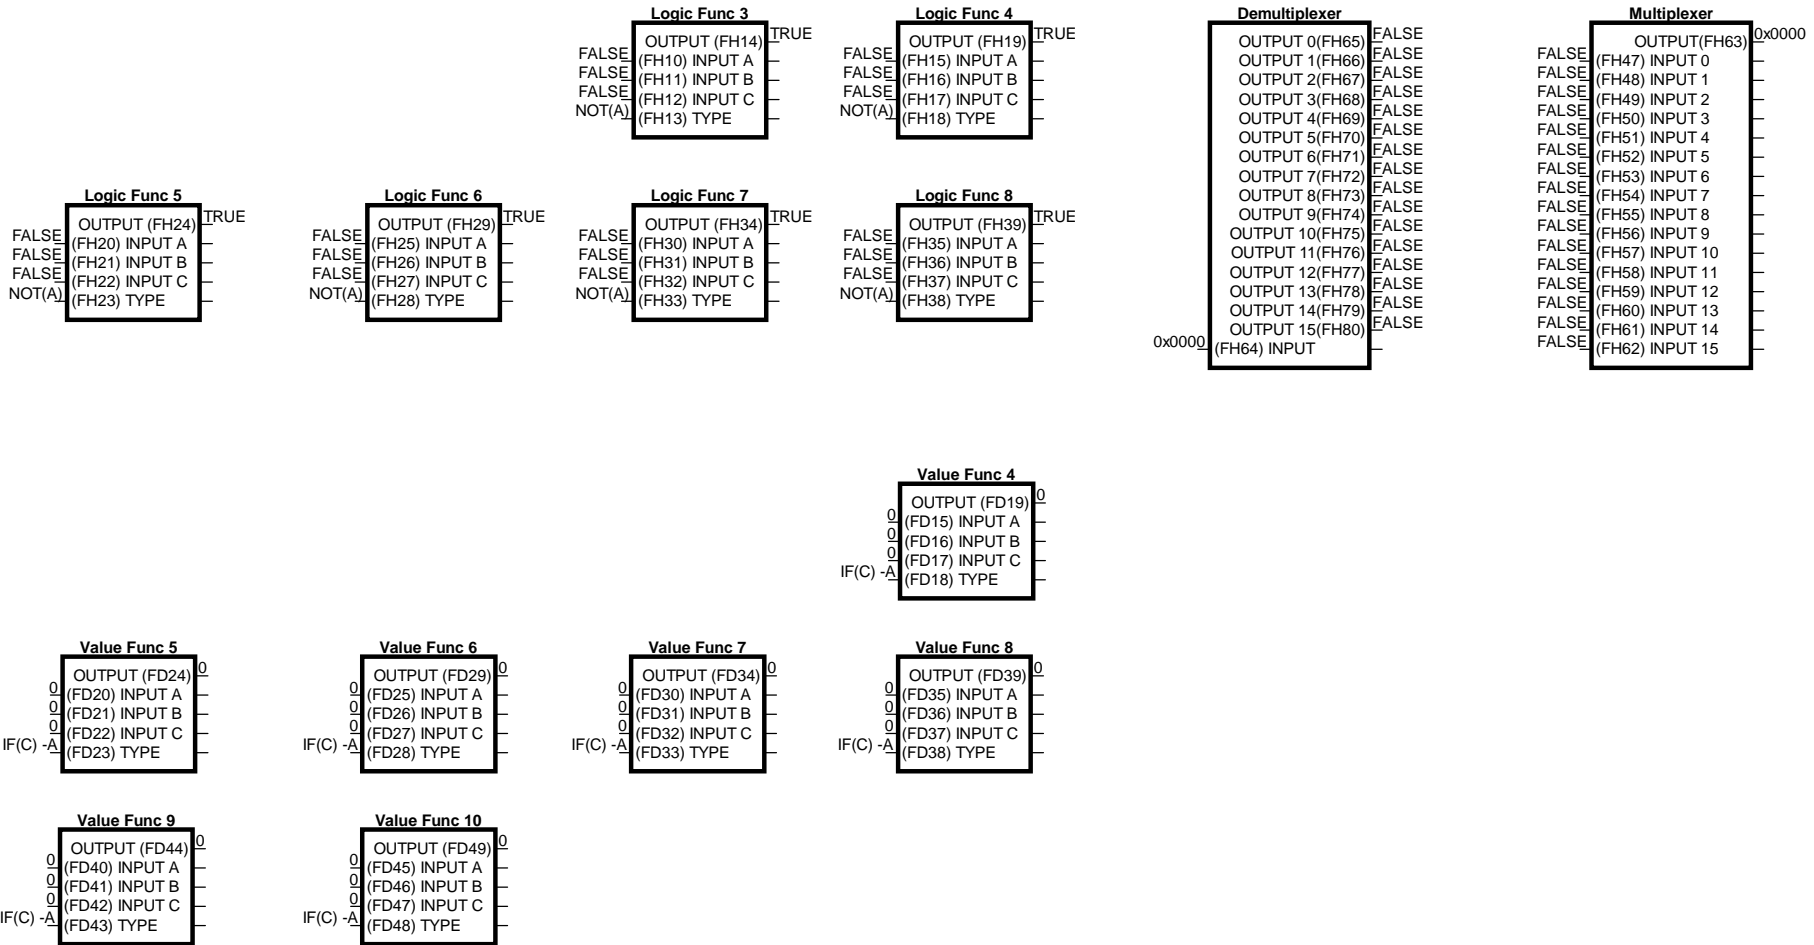 Logic Func 3
OUTPUT (FH14) TRUE
FALSE (FH10) INPUT A
FALSE (FH11) INPUT B
FALSE (FH12) INPUT C
NOT(A) (FH13) TYPE
Logic Func 4
OUTPUT (FH19) TRUE
FALSE (FH15) INPUT A
FALSE (FH16) INPUT B
FALSE (FH17) INPUT C
NOT(A) (FH18) TYPE
Demultiplexer
OUTPUT 0(FH65) FALSE
OUTPUT 1(FH66) FALSE
OUTPUT 2(FH67) FALSE
OUTPUT 3(FH68) FALSE
OUTPUT 4(FH69) FALSE
OUTPUT 5(FH70) FALSE
OUTPUT 6(FH71) FALSE
OUTPUT 7(FH72) FALSE
OUTPUT 8(FH73) FALSE
OUTPUT 9(FH74) FALSE
OUTPUT 10(FH75) FALSE
OUTPUT 11(FH76) FALSE
OUTPUT 12(FH77) FALSE
OUTPUT 13(FH78) FALSE
OUTPUT 14(FH79) FALSE
OUTPUT 15(FH80) FALSE
0x0000 (FH64) INPUT
Multiplexer
OUTPUT(FH63) 0x0000
FALSE (FH47) INPUT 0
FALSE (FH48) INPUT 1
FALSE (FH49) INPUT 2
FALSE (FH50) INPUT 3
FALSE (FH51) INPUT 4
FALSE (FH52) INPUT 5
FALSE (FH53) INPUT 6
FALSE (FH54) INPUT 7
FALSE (FH55) INPUT 8
FALSE (FH56) INPUT 9
FALSE (FH57) INPUT 10
FALSE (FH58) INPUT 11
FALSE (FH59) INPUT 12
FALSE (FH60) INPUT 13
FALSE (FH61) INPUT 14
FALSE (FH62) INPUT 15
Logic Func 5
OUTPUT (FH24) TRUE
FALSE (FH20) INPUT A
FALSE (FH21) INPUT B
FALSE (FH22) INPUT C
NOT(A) (FH23) TYPE
Logic Func 6
OUTPUT (FH29) TRUE
FALSE (FH25) INPUT A
FALSE (FH26) INPUT B
FALSE (FH27) INPUT C
NOT(A) (FH28) TYPE
Logic Func 7
OUTPUT (FH34) TRUE
FALSE (FH30) INPUT A
FALSE (FH31) INPUT B
FALSE (FH32) INPUT C
NOT(A) (FH33) TYPE
Logic Func 8
OUTPUT (FH39) TRUE
FALSE (FH35) INPUT A
FALSE (FH36) INPUT B
FALSE (FH37) INPUT C
NOT(A) (FH38) TYPE
Value Func 4
OUTPUT (FD19) 0
0 (FD15) INPUT A
0 (FD16) INPUT B
0 (FD17) INPUT C
IF(C) -A (FD18) TYPE
Value Func 5
OUTPUT (FD24) 0
0 (FD20) INPUT A
0 (FD21) INPUT B
0 (FD22) INPUT C
IF(C) -A (FD23) TYPE
Value Func 6
OUTPUT (FD29) 0
0 (FD25) INPUT A
0 (FD26) INPUT B
0 (FD27) INPUT C
IF(C) -A (FD28) TYPE
Value Func 7
OUTPUT (FD34) 0
0 (FD30) INPUT A
0 (FD31) INPUT B
0 (FD32) INPUT C
IF(C) -A (FD33) TYPE
Value Func 8
OUTPUT (FD39) 0
0 (FD35) INPUT A
0 (FD36) INPUT B
0 (FD37) INPUT C
IF(C) -A (FD38) TYPE
Value Func 9
OUTPUT (FD44) 0
0 (FD40) INPUT A
0 (FD41) INPUT B
0 (FD42) INPUT C
IF(C) -A (FD43) TYPE
Value Func 10
OUTPUT (FD49) 0
0 (FD45) INPUT A
0 (FD46) INPUT B
0 (FD47) INPUT C
IF(C) -A (FD48) TYPE